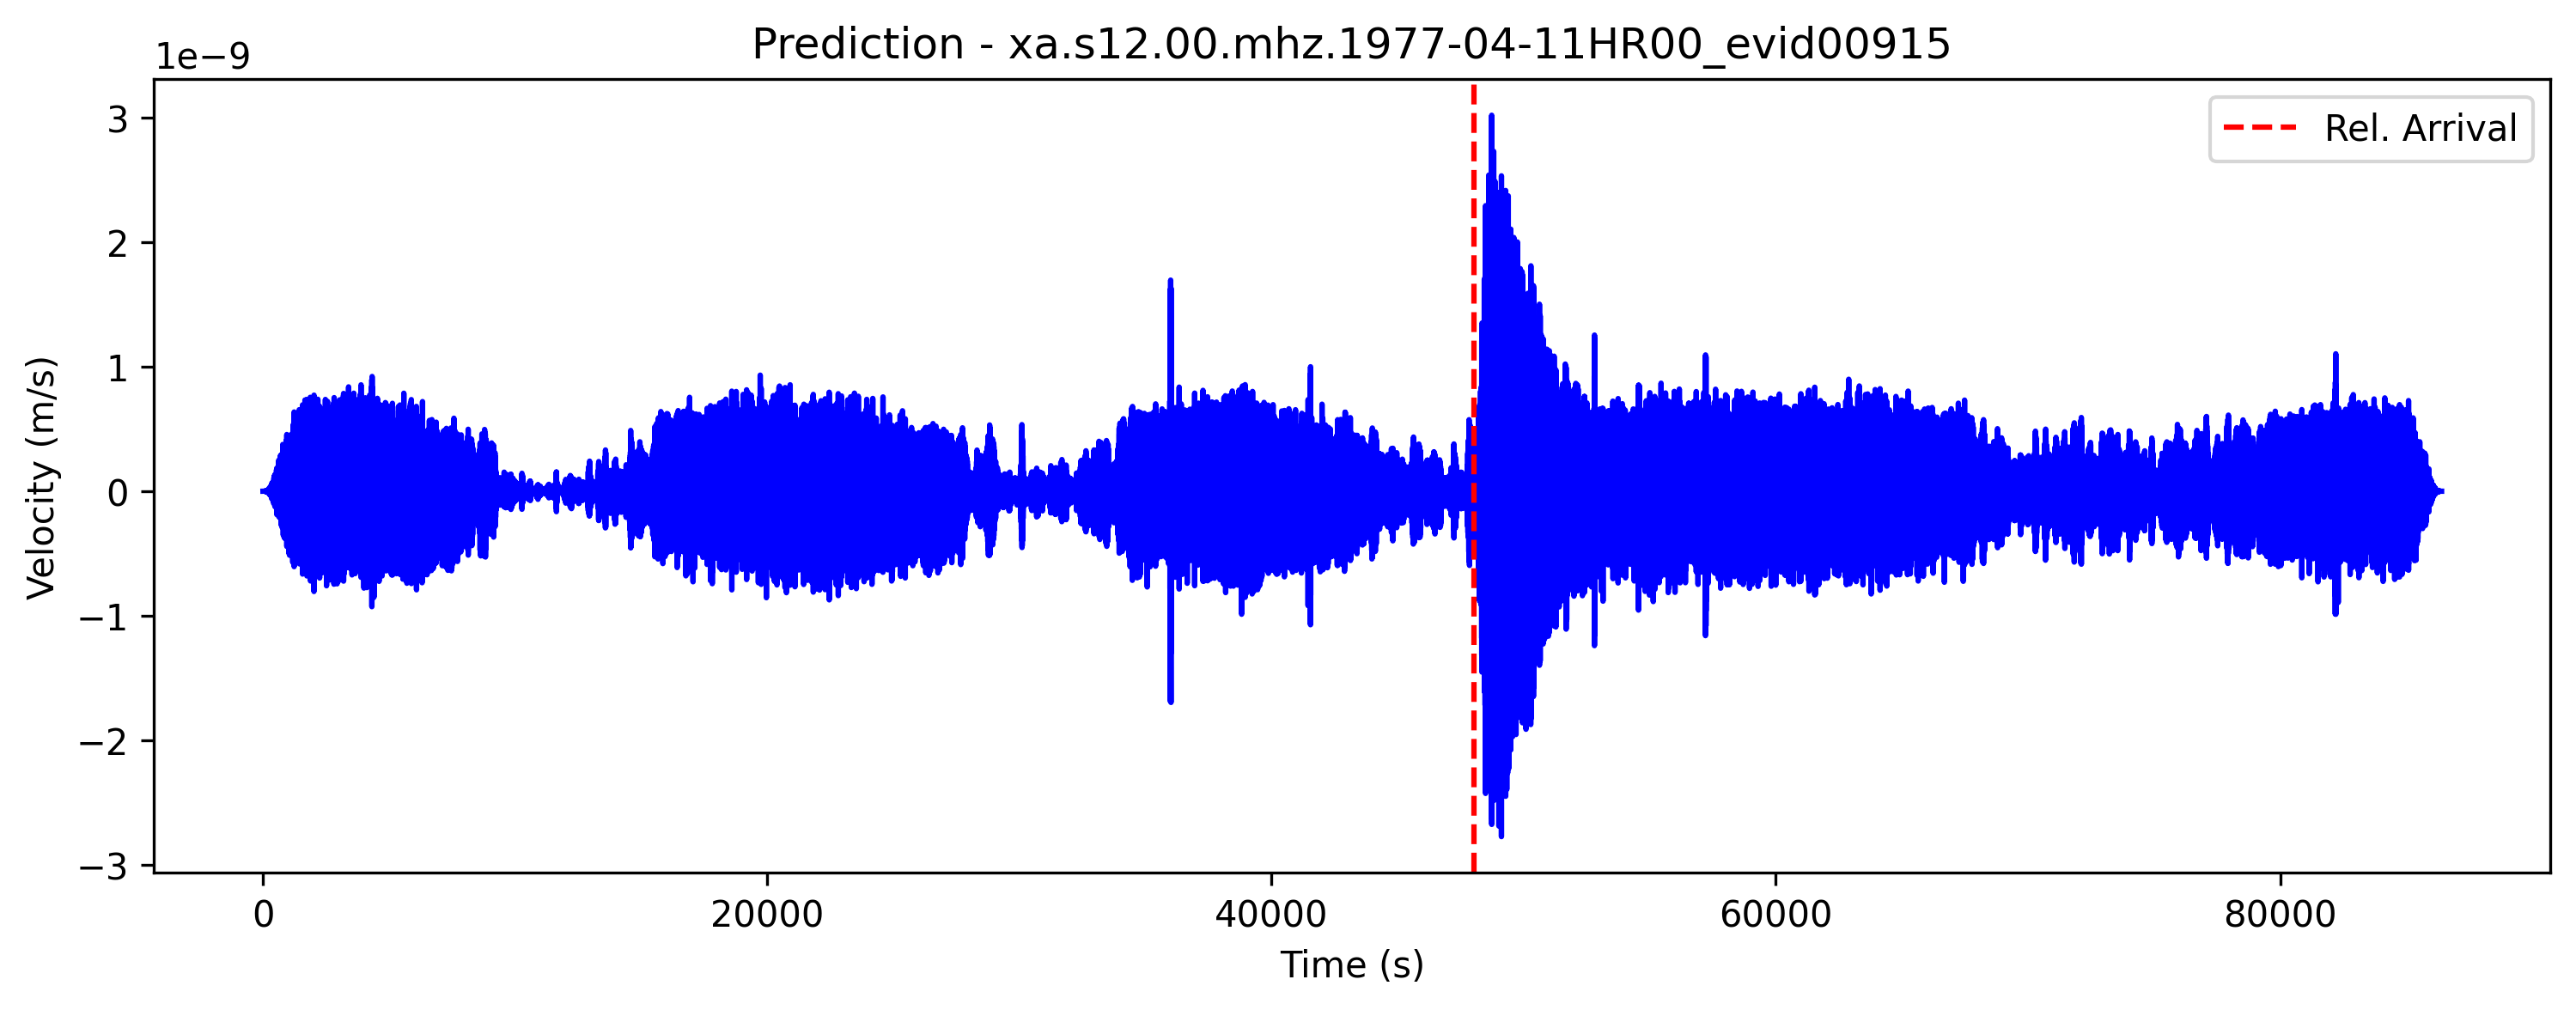 Prediction - xa.s12.00.mhz.1977-04-11HR00_evid00915
1e−9
Rel. Arrival
3
2
1
0
−1
−2
−3
Velocity (m/s)
0 20000 40000 60000 80000
Time (s)